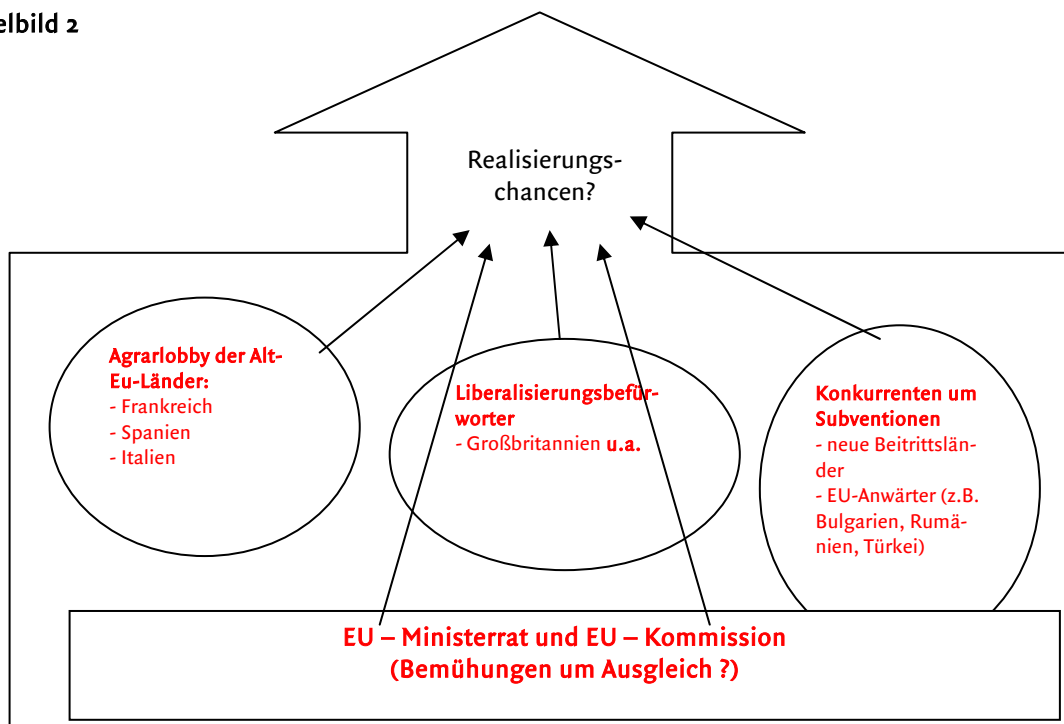 elbild 2
Realisierungs-
chancen?
Agrarlobby der Alt-
Eu-Länder:
- Frankreich
- Spanien
- Italien
Liberalisierungsbefür-
worter
- Großbritannien u.a.
Konkurrenten um
Subventionen
- neue Beitrittslän-
der
- EU-Anwärter (z.B.
Bulgarien, Rumä-
nien, Türkei)
EU – Ministerrat und EU – Kommission
(Bemühungen um Ausgleich ?)